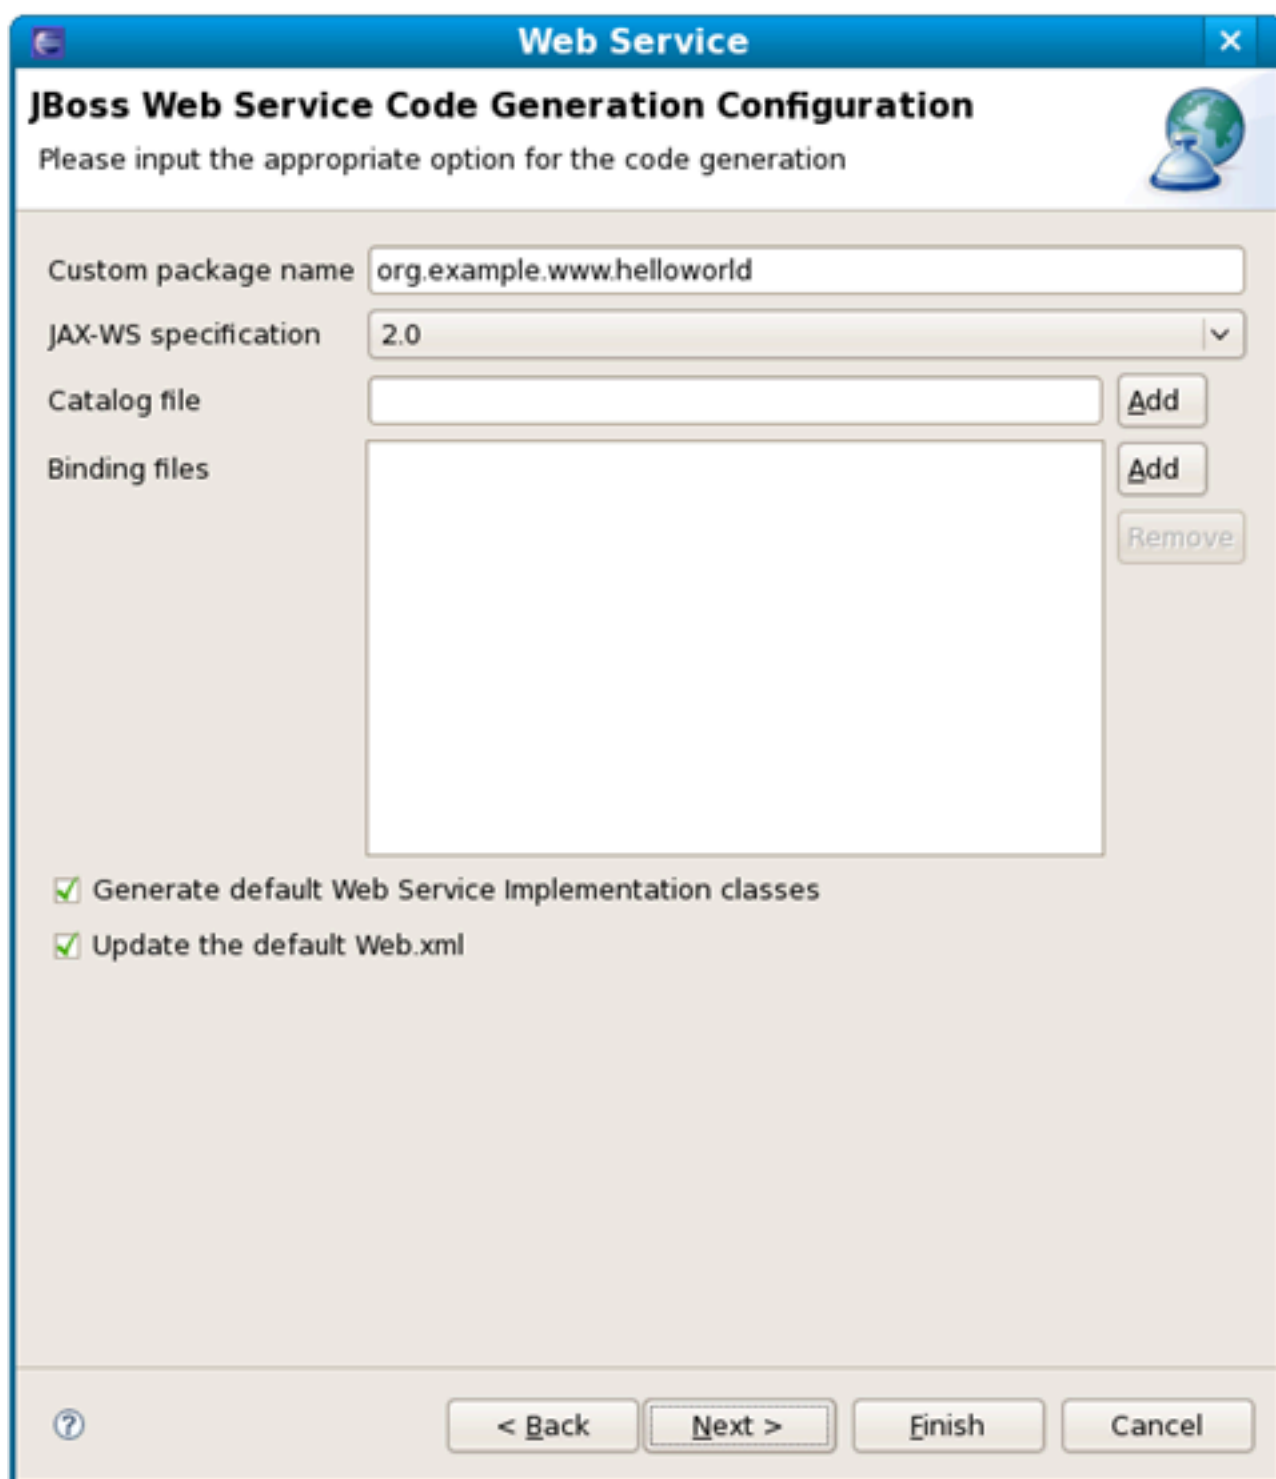 Web Service
JBoss Web Service Code Generation Configuration
Please input the appropriate option for the code generation
Custom package name org.example.www.helloworld
JAX-WS specification 2.0
Catalog file Add
Binding files Add
Remove
Generate default Web Service Implementation classes
Update the default Web.xml
? < Back Next > Finish Cancel